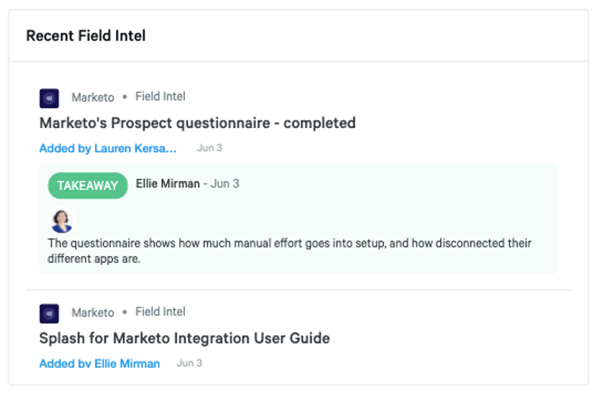 Recent Field Intel
Marketo • Field Intel
Marketo's Prospect questionnaire - completed
Added by Lauren Kersa... Jun 3
TAKEAWAY Ellie Mirman - Jun 3
The questionnaire shows how much manual effort goes into setup, and how disconnected their
different apps are.
Marketo • Field Intel
Splash for Marketo Integration User Guide
Added by Ellie Mirman Jun 3